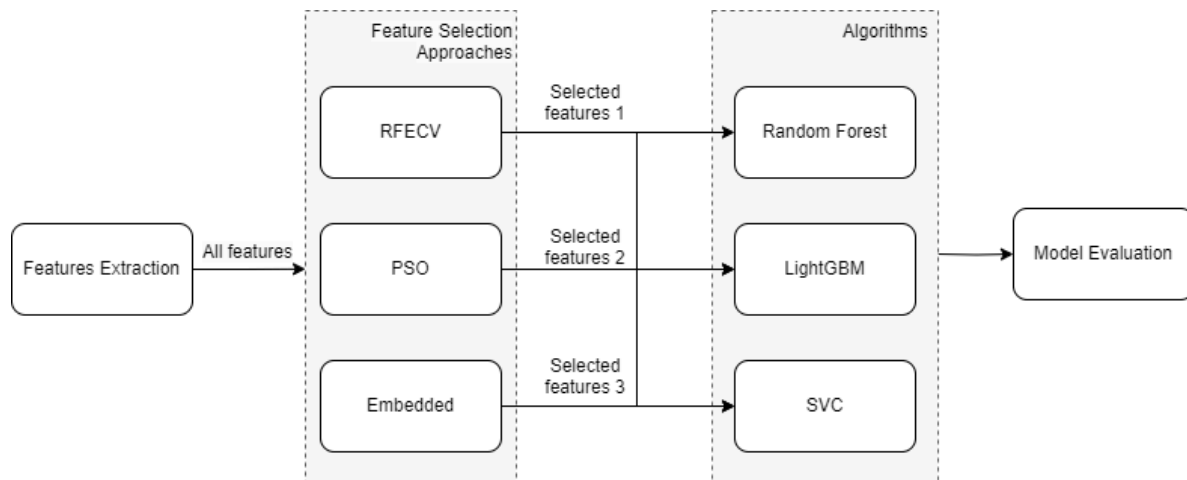 Feature Selection
Approaches
Algorithms
Selected
features 1
RFECV
Random Forest
Selected
features 2
All features
Features Extraction
PSO
LightGBM
Model Evaluation
Selected
features 3
Embedded
SVC